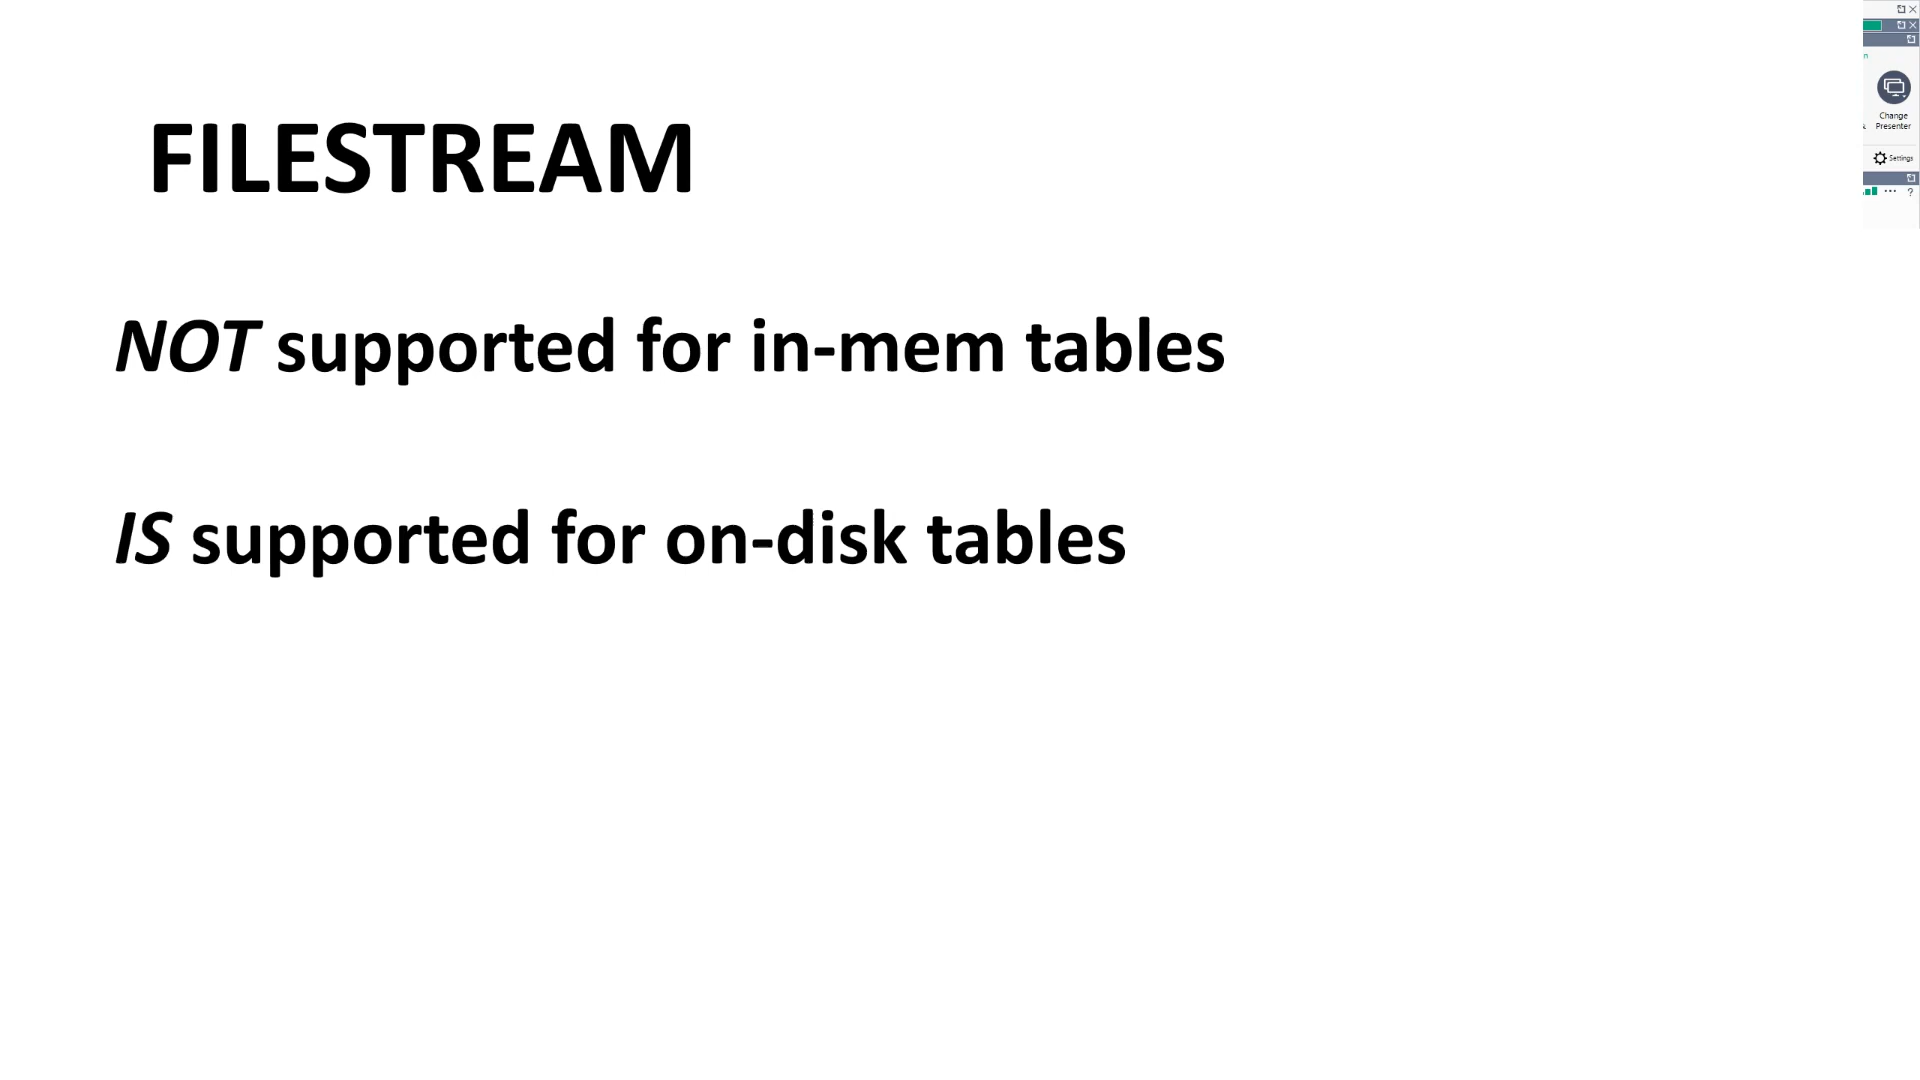 FILESTREAM
NOT supported for in-mem tables
IS supported for on-disk tables
n
Change
Presenter
Settings
?